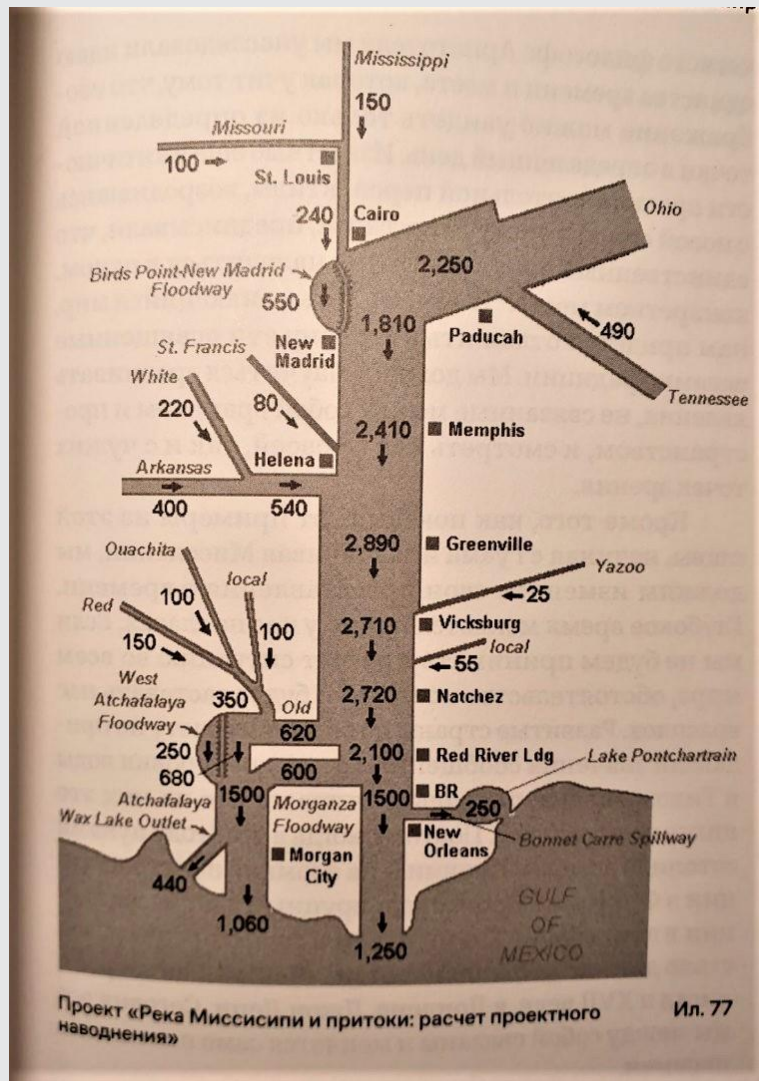 Mississippi
150
Missouri
100
St. Louis
240
Cairo
Ohio
2,250
Birds Point-New Madrid
Floodway
550
1,810
Paducah
490
Tennessee
New
Madrid
St. Francis
White
220
80
2,410
Memphis
Helena
Arkansas
400
540
2,890
Greenville
Ouachita
local
Yazoo
25
Red
100
100
150
2,710
Vicksburg
local
55
West
Atchafalaya
Floodway
350
Old
2,720
Natchez
620
250
680
2,100
Red River Ldg
Lake Pontchartrain
600
BR
Atchafalaya
1500
Morganza
Floodway
1500
250
Wax Lake Outlet
New
Orleans
Bonnet Carre Spillway
Morgan
City
440
1,060
1,250
GULF
OF
MEXICO
Проект «Река Миссисипи и притоки: расчет проектного
наводнения»
Ил. 77